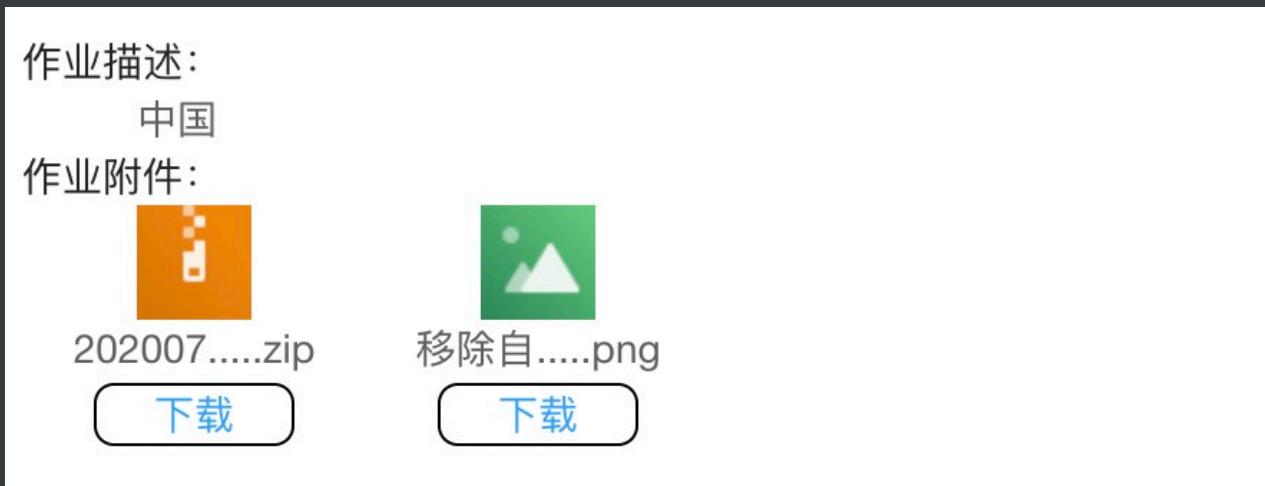 作业描述：
中国
作业附件：
202007.....zip 移除自.....png
下载 下载